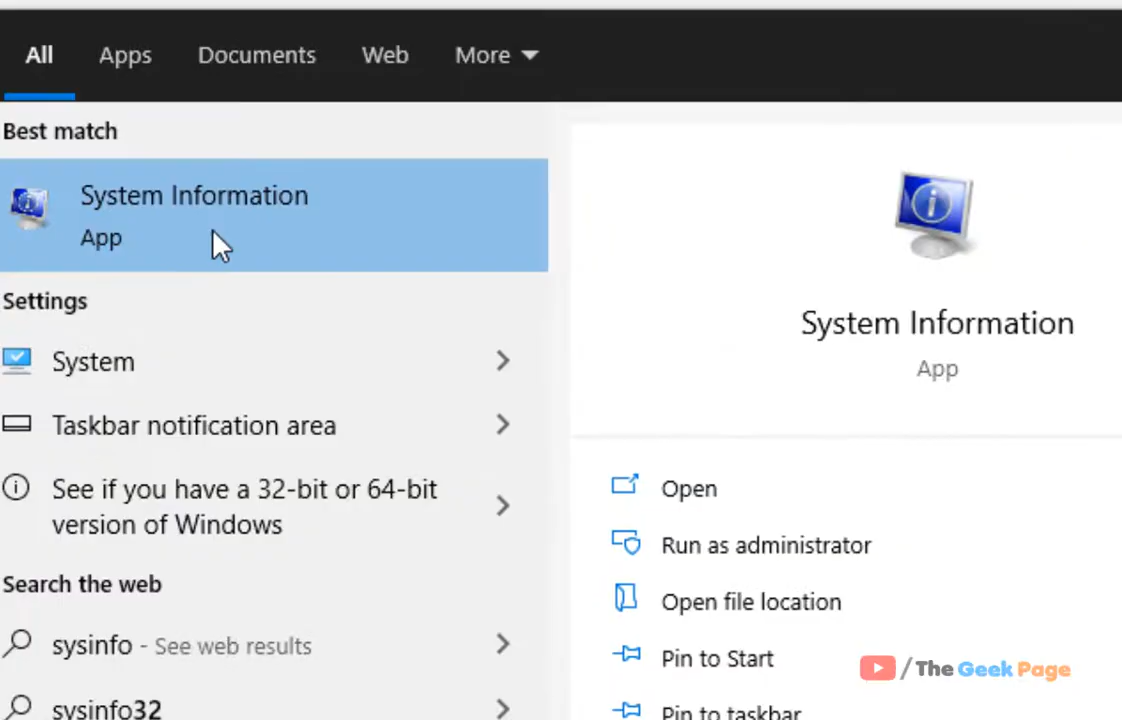 All Apps Documents Web More
Best match
System Information
App
Settings
System
Taskbar notification area
See if you have a 32-bit or 64-bit
version of Windows
Search the web
sysinfo - See web results
sysinfo32
System Information
App
Open
Run as administrator
Open file location
Pin to Start
Pin to taskbar
/The Geek Page